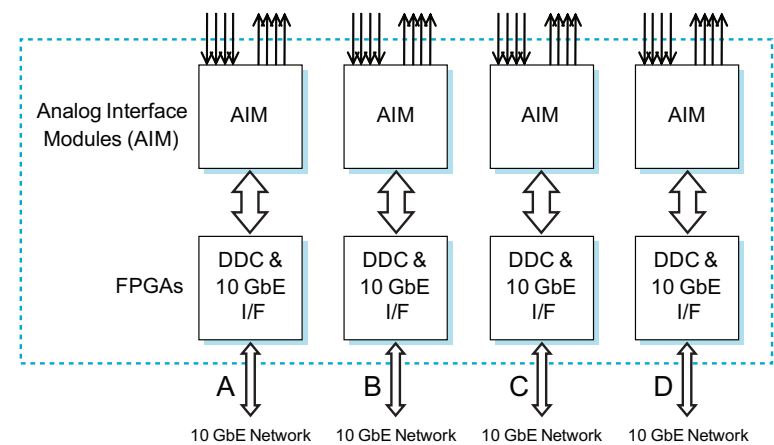 Analog Interface
Modules (AIM)
AIM
AIM
AIM
AIM
FPGAs
DDC &
10 GbE
I/F
DDC &
10 GbE
I/F
DDC &
10 GbE
I/F
DDC &
10 GbE
I/F
A
B
C
D
10 GbE Network
10 GbE Network
10 GbE Network
10 GbE Network